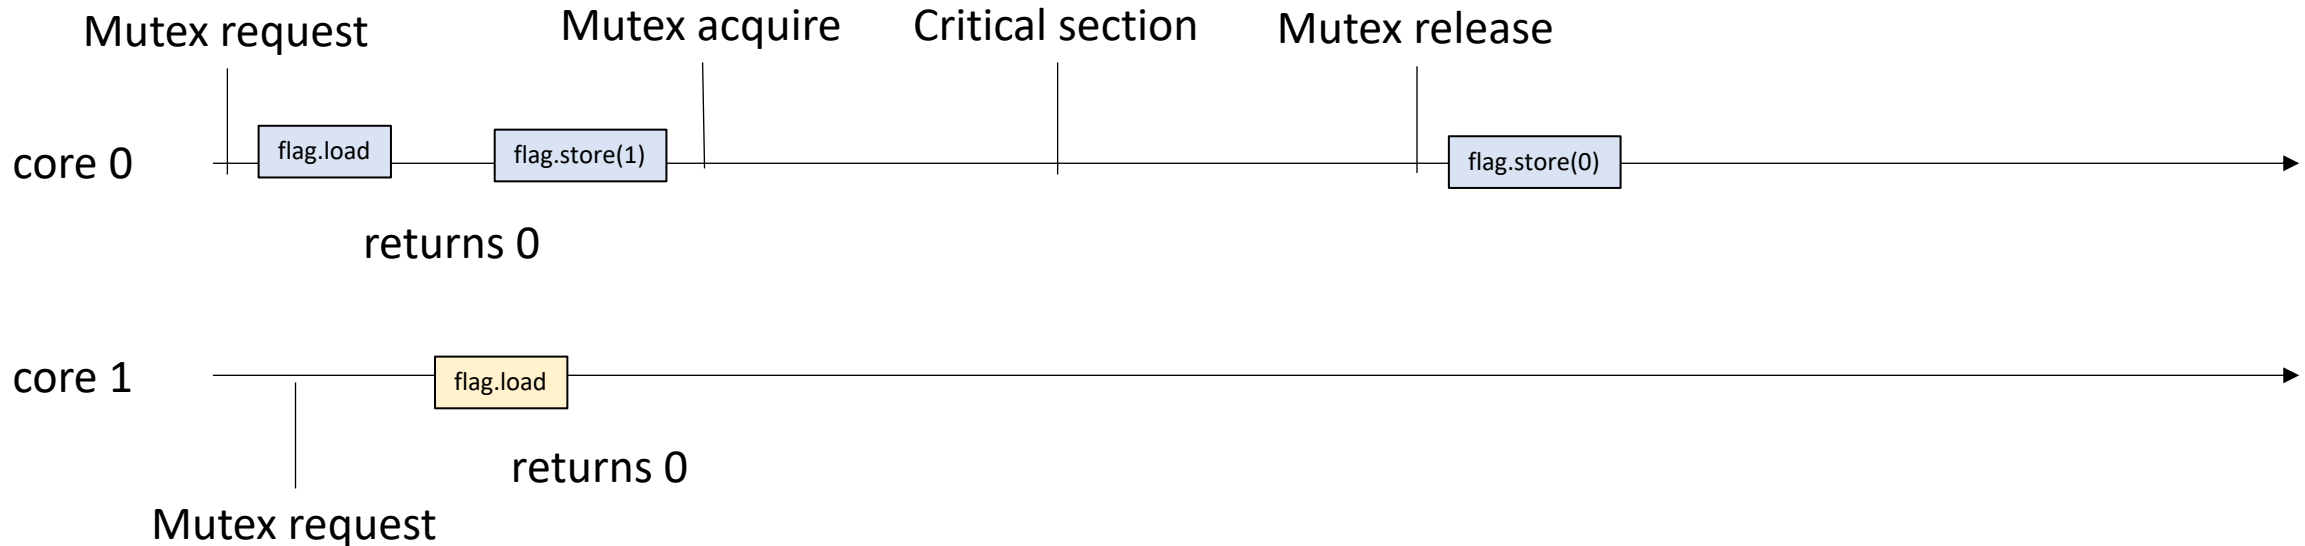 Mutex request
Mutex acquire
Critical section
Mutex release
core 0
flag.load
flag.store(1)
flag.store(0)
returns 0
core 1
flag.load
returns 0
Mutex request